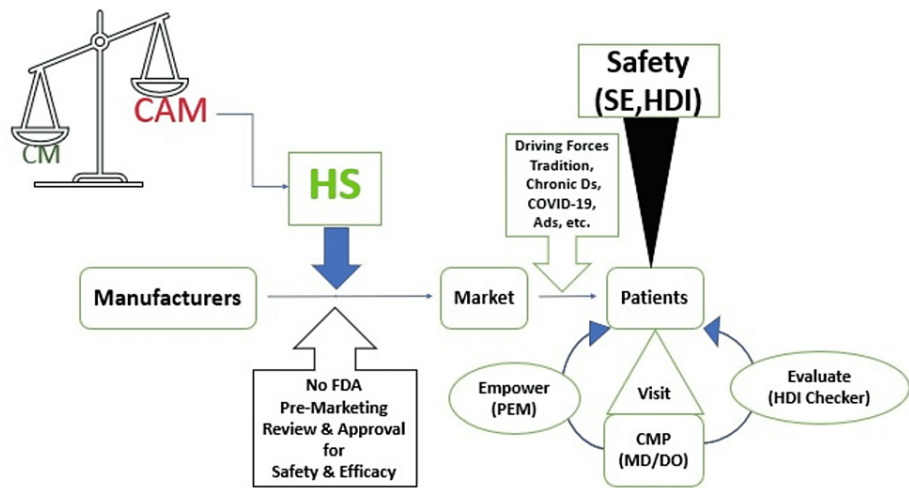 CAM
CM
HS
Safety
(SE,HDI)
Driving Forces
Tradition,
Chronic Ds,
COVID-19,
Ads, etc.
Manufacturers
Market
Patients
No FDA
Pre-Marketing
Review & Approval
for
Safety & Efficacy
Empower
(PEM)
Visit
Evaluate
(HDI Checker)
CMP
(MD/DO)